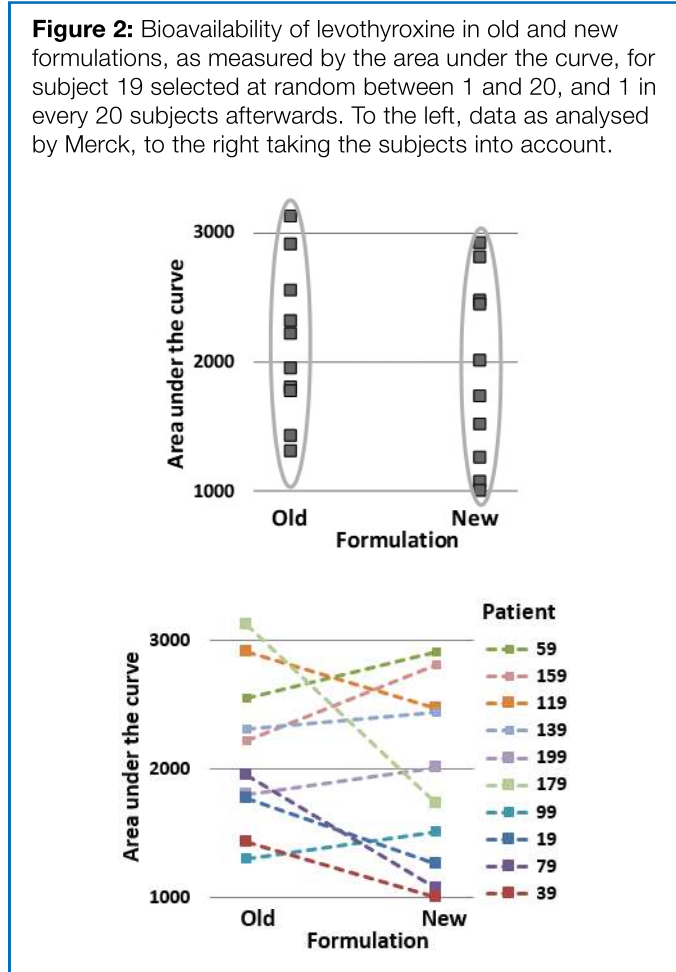 Figure 2: Bioavailability of levothyroxine in old and new
formulations, as measured by the area under the curve, for
subject 19 selected at random between 1 and 20, and 1 in
every 20 subjects afterwards. To the left, data as analysed
by Merck, to the right taking the subjects into account.
3000
2000
1000
Area under the curve
Old
New
Formulation
Patient
3000
2000
1000
Area under the curve
59
159
119
139
199
179
99
19
79
39
Old
New
Formulation